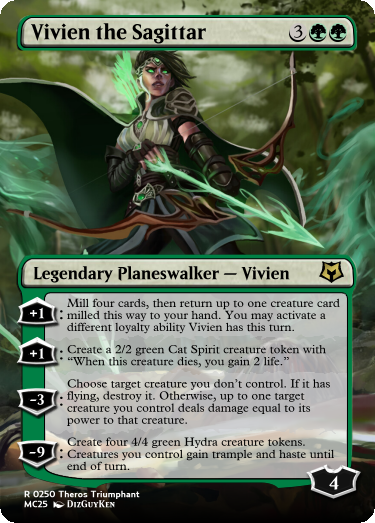 Vivien the Sagittar 3
Legendary Planeswalker — Vivien
+1: Mill four cards, then return up to one creature card
milled this way to your hand. You may activate a
different loyalty ability Vivien has this turn.
+1: Create a 2/2 green Cat Spirit creature token with
“When this creature dies, you gain 2 life.”
-3: Choose target creature you don’t control. If it has
flying, destroy it. Otherwise, up to one target
creature you control deals damage equal to its
power to that creature.
-9: Create four 4/4 green Hydra creature tokens.
Creatures you control gain trample and haste until
end of turn.
4
R 0250 Theros Triumphant
MC25 DizGuyKen